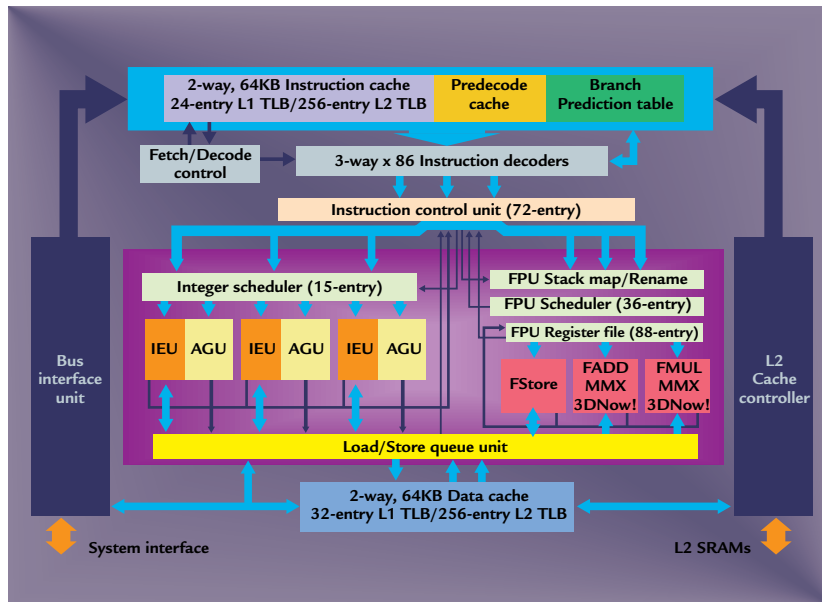 2-way, 64KB Instruction cache
24-entry L1 TLB/256-entry L2 TLB
Predecode
cache
Branch
Prediction table
Fetch/Decode
control
3-way x 86 Instruction decoders
Instruction control unit (72-entry)
Integer scheduler (15-entry)
FPU Stack map/Rename
FPU Scheduler (36-entry)
FPU Register file (88-entry)
IEU
AGU
IEU
AGU
IEU
AGU
FStore
FADD
MMX
3DNow!
FMUL
MMX
3DNow!
Bus
interface
unit
L2
Cache
controller
Load/Store queue unit
2-way, 64KB Data cache
32-entry L1 TLB/256-entry L2 TLB
System interface
L2 SRAMs